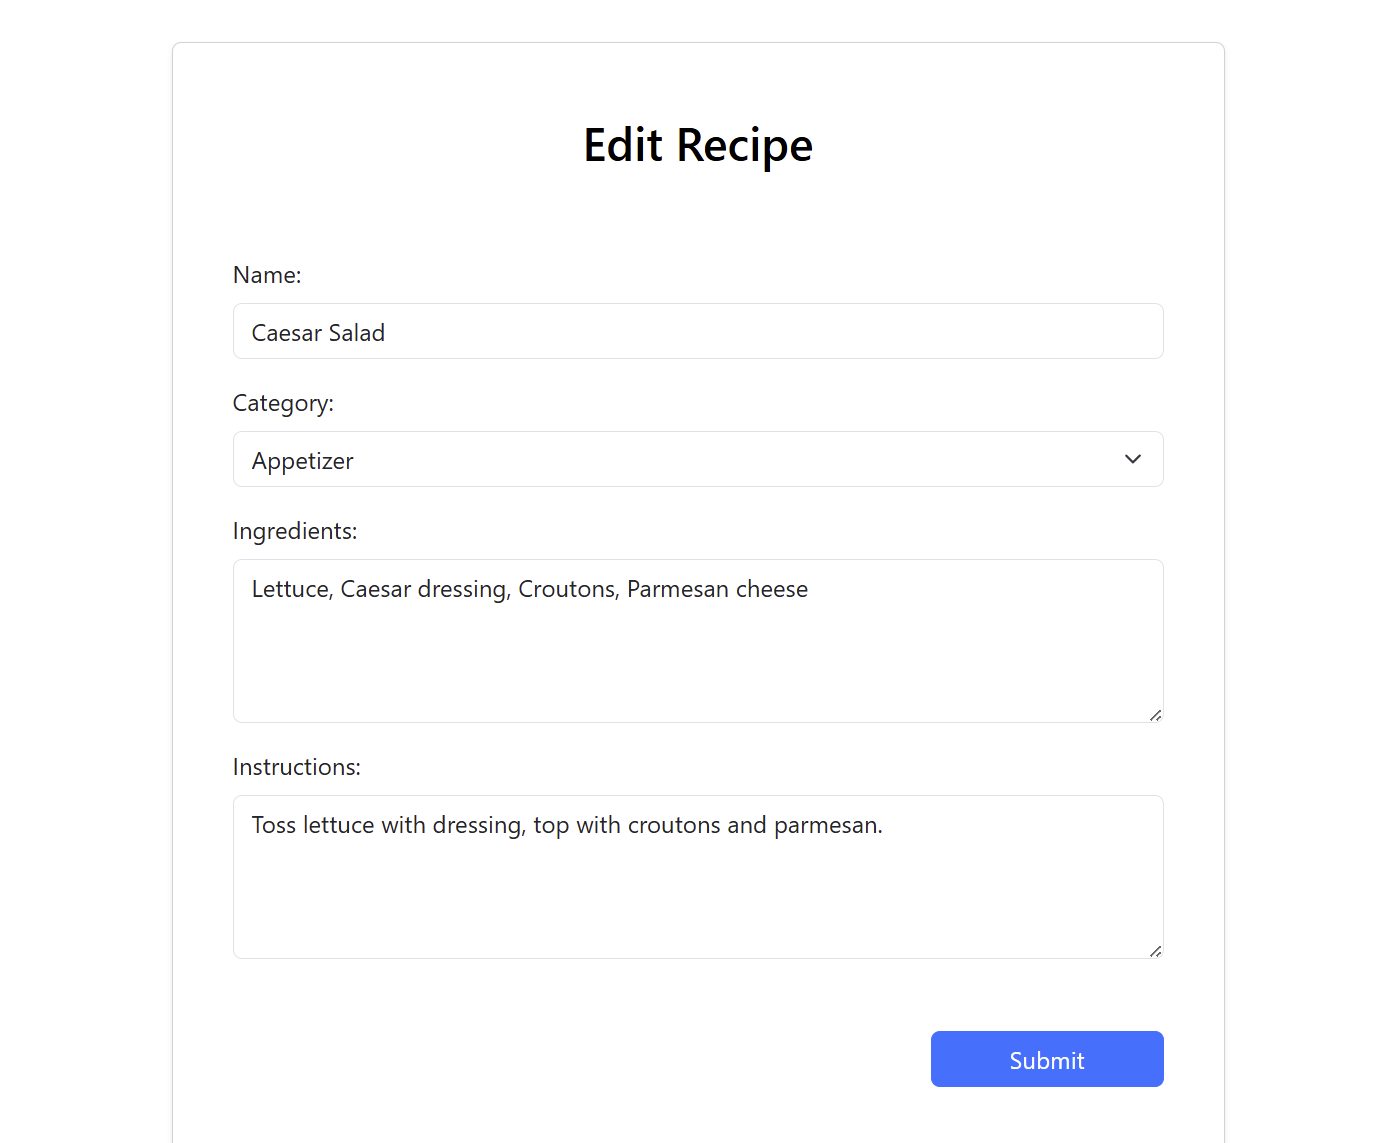 Edit Recipe
Name:
Caesar Salad
Category:
Appetizer
Ingredients:
Lettuce, Caesar dressing, Croutons, Parmesan cheese
Instructions:
Toss lettuce with dressing, top with croutons and parmesan.
Submit